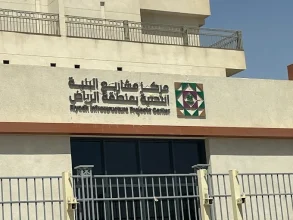 مركز مشاريع البنية
التحتية بمنطقة الرياض
Riyadh Infrastructure Projects Center